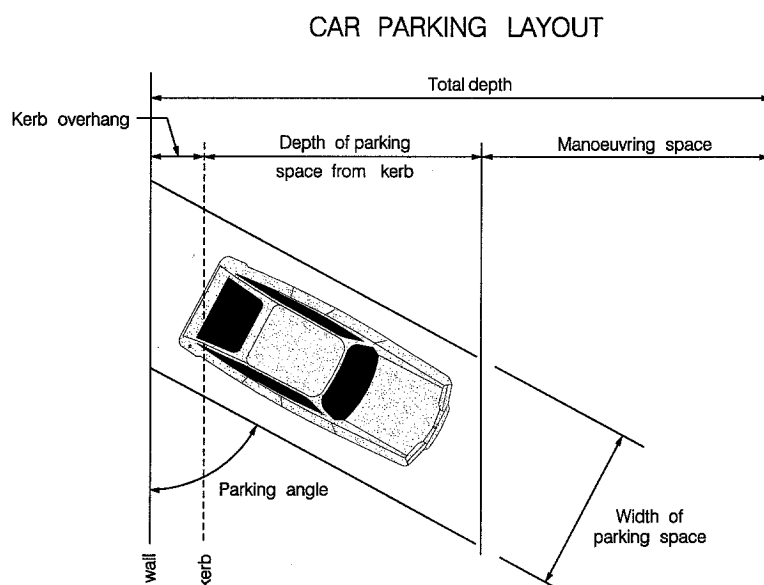 CAR PARKING LAYOUT
Total depth
Kerb overhang
Depth of parking
space from kerb
Manoeuvring space
Parking angle
Width of
parking space
wall
kerb